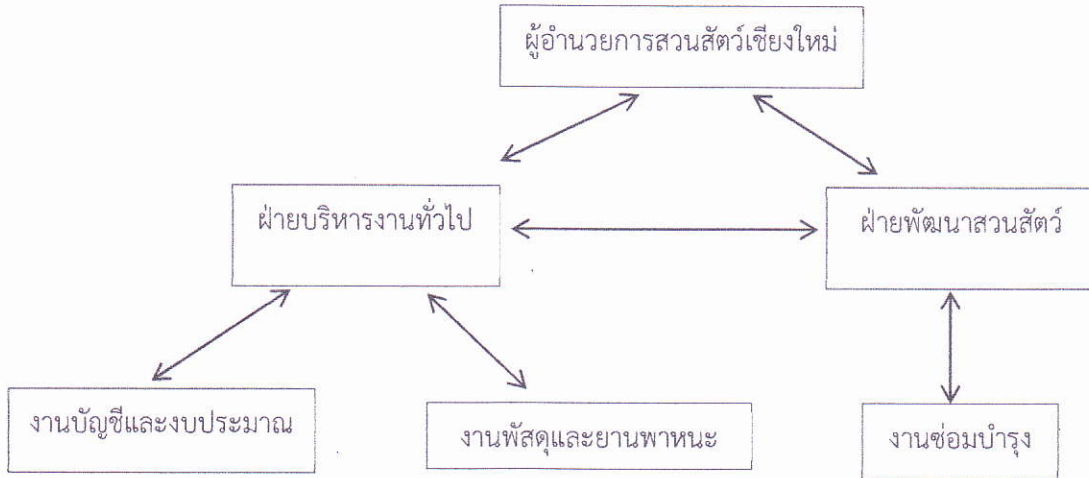 ผู้อำนวยการสวนสัตว์เชียงใหม่
ฝ่ายบริหารงานทั่วไป
ฝ่ายพัฒนาสวนสัตว์
งานบัญชีและงบประมาณ
งานพัสดุและยานพาหนะ
งานซ่อมบำรุง